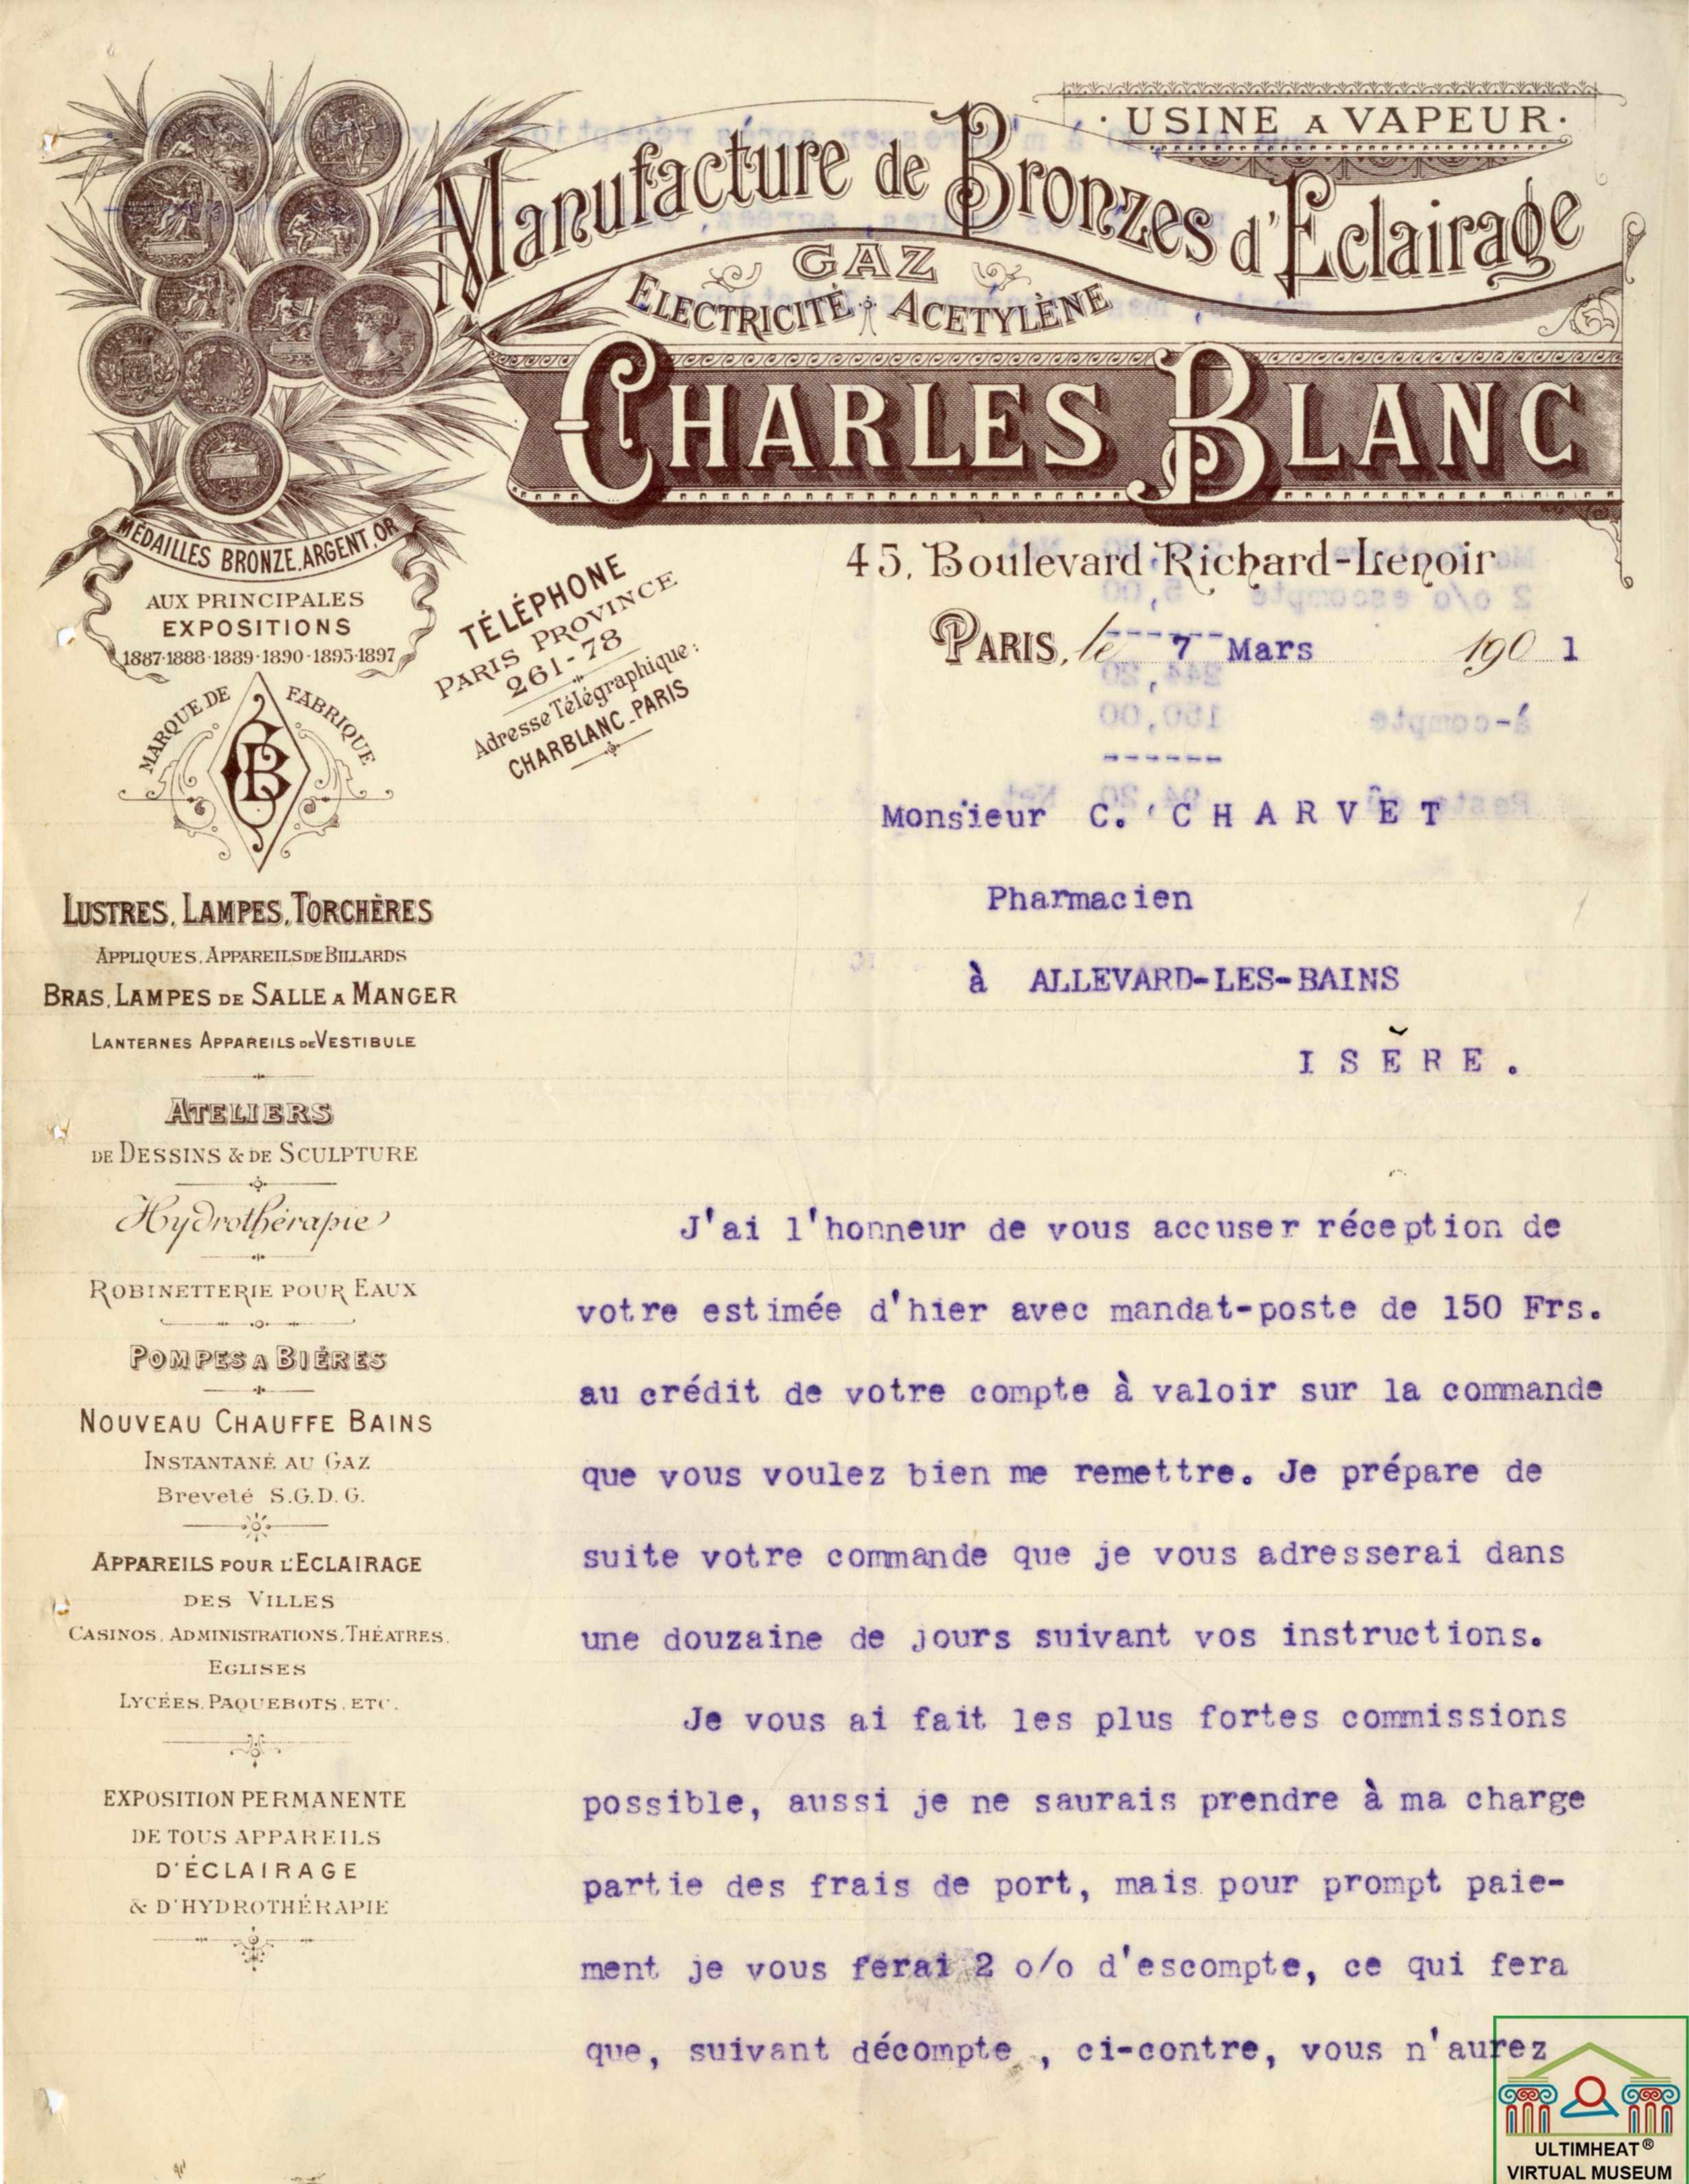 · USINE A VAPEUR ·
Manufacture de Bronzes d'Eclairage
GAZ
ELECTRICITÉ ACETYLÈNE
CHARLES BLANC
MÉDAILLES BRONZE, ARGENT, OR
AUX PRINCIPALES
EXPOSITIONS
1887-1888-1889-1890-1895-1897
TÉLÉPHONE
PARIS PROVINCE
261-78
Adresse Télégraphique:
CHARBLANC_PARIS
45, Boulevard Richard-Lenoir
PARIS, le 7 Mars 190 1
MARQUE DE FABRIQUE
CB
Monsieur C. CHARVET
Pharmacien
à ALLEVARD-LES-BAINS
ISĔRE.
LUSTRES, LAMPES, TORCHÈRES
APPLIQUES, APPAREILS DE BILLARDS
BRAS, LAMPES DE SALLE A MANGER
LANTERNES APPAREILS DE VESTIBULE
ATELIERS
DE DESSINS & DE SCULPTURE
Hydrothérapie
ROBINETTERIE POUR EAUX
POMPES A BIÈRES
NOUVEAU CHAUFFE BAINS
INSTANTANÉ AU GAZ
Breveté S.G.D.G.
APPAREILS POUR L'ECLAIRAGE
DES VILLES
CASINOS, ADMINISTRATIONS, THÉATRES,
EGLISES
LYCÉES, PAQUEBOTS, ETC.
EXPOSITION PERMANENTE
DE TOUS APPAREILS
D'ÉCLAIRAGE
& D'HYDROTHÉRAPIE
J'ai l'honneur de vous accuser réception de
votre estimée d'hier avec mandat-poste de 150 Frs.
au crédit de votre compte à valoir sur la commande
que vous voulez bien me remettre. Je prépare de
suite votre commande que je vous adresserai dans
une douzaine de jours suivant vos instructions.
Je vous ai fait les plus fortes commissions
possible, aussi je ne saurais prendre à ma charge
partie des frais de port, mais pour prompt paie-
ment je vous ferai 2 o/o d'escompte, ce qui fera
que, suivant décompte , ci-contre, vous n'aurez
ULTIMHEAT®
VIRTUAL MUSEUM